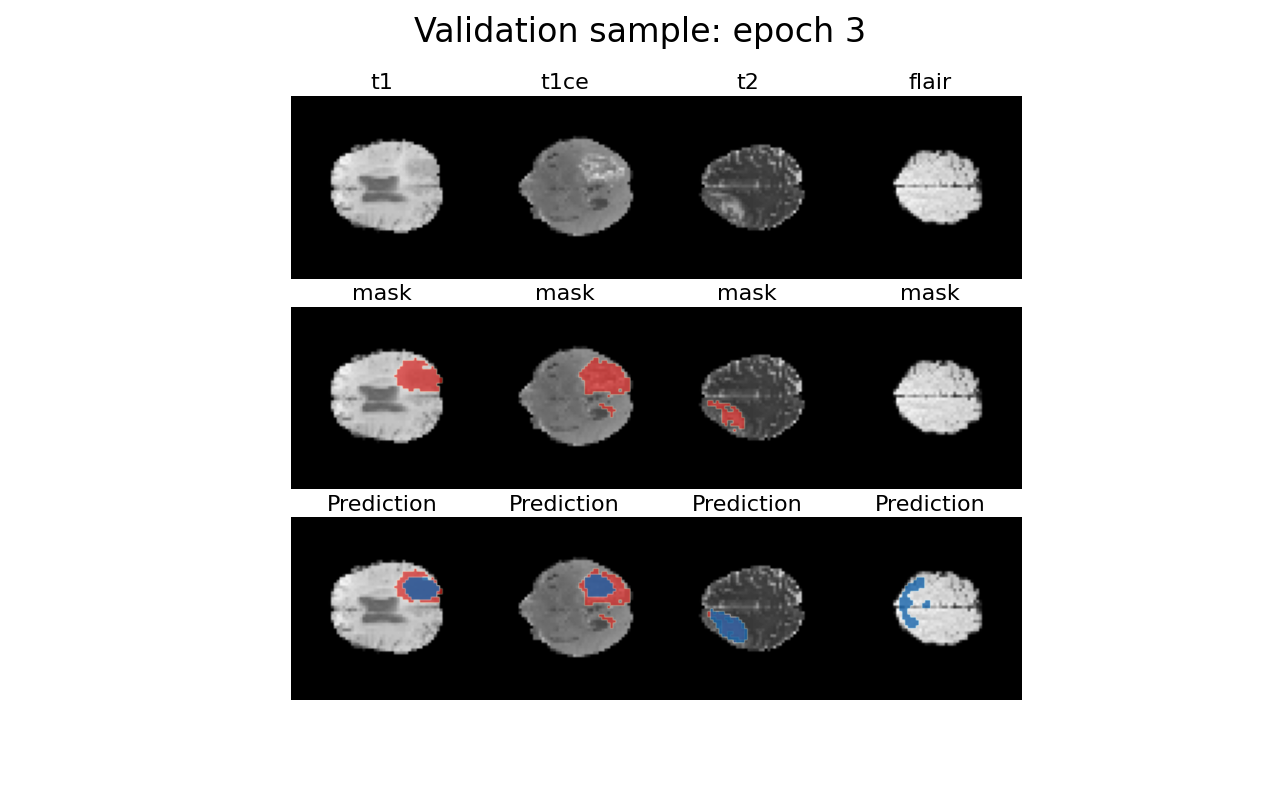 Validation sample: epoch 3
t1 t1ce t2 flair
mask mask mask mask
Prediction Prediction Prediction Prediction